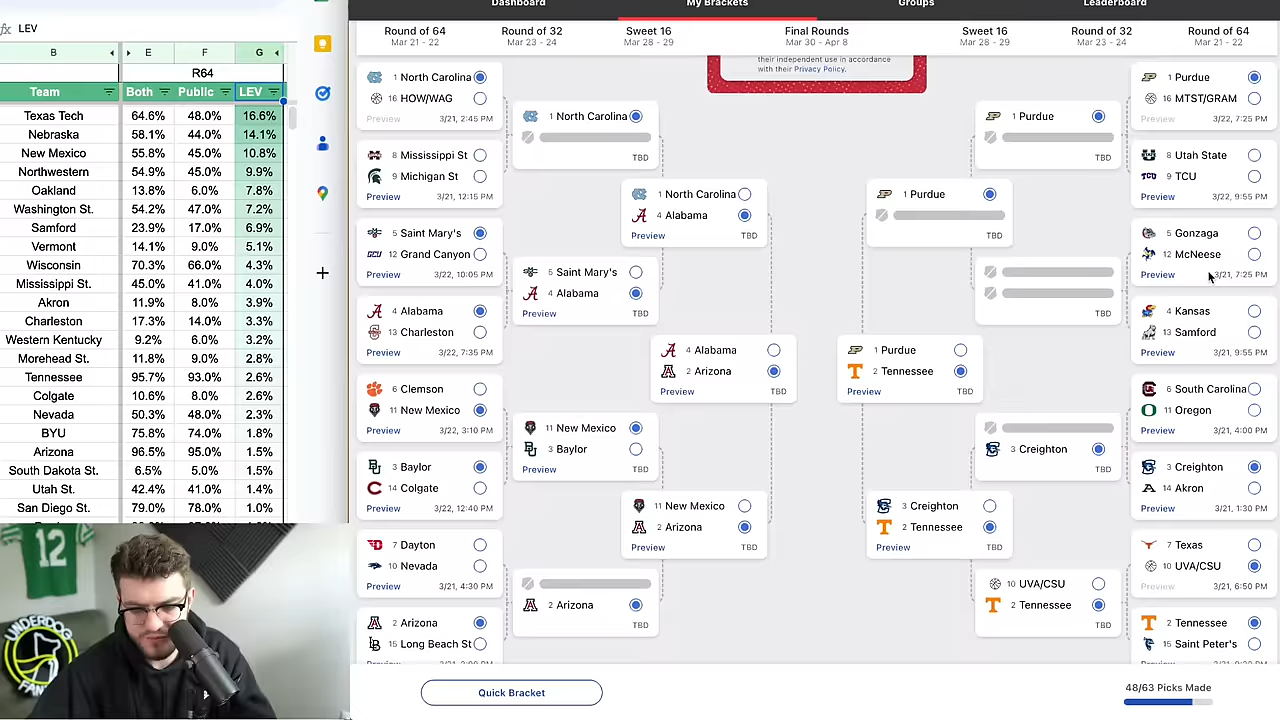 Dashboard
My Brackets
Groups
Leaderboard
fx LEV
Round of 64
Mar 21 - 22
Round of 32
Mar 23 - 24
Sweet 16
Mar 28 - 29
Final Rounds
Mar 30 - Apr 8
Sweet 16
Mar 28 - 29
Round of 32
Mar 23 - 24
Round of 64
Mar 21 - 22
B E F G
R64
Team Both Public LEV
Texas Tech 64.6% 48.0% 16.6%
Nebraska 58.1% 44.0% 14.1%
New Mexico 55.8% 45.0% 10.8%
Northwestern 54.9% 45.0% 9.9%
Oakland 13.8% 6.0% 7.8%
Washington St. 54.2% 47.0% 7.2%
Samford 23.9% 17.0% 6.9%
Vermont 14.1% 9.0% 5.1%
Wisconsin 70.3% 66.0% 4.3%
Mississippi St. 45.0% 41.0% 4.0%
Akron 11.9% 8.0% 3.9%
Charleston 17.3% 14.0% 3.3%
Western Kentucky 9.2% 6.0% 3.2%
Morehead St. 11.8% 9.0% 2.8%
Tennessee 95.7% 93.0% 2.6%
Colgate 10.6% 8.0% 2.6%
Nevada 50.3% 48.0% 2.3%
BYU 75.8% 74.0% 1.8%
Arizona 96.5% 95.0% 1.5%
South Dakota St. 6.5% 5.0% 1.5%
Utah St. 42.4% 41.0% 1.4%
San Diego St. 79.0% 78.0% 1.0%
12
UNDERDOG
FAN
their independent use in accordance
with their Privacy Policy.
1 North Carolina
16 HOW/WAG
Preview 3/21, 2:45 PM
8 Mississippi St
9 Michigan St
Preview 3/21, 12:15 PM
5 Saint Mary's
12 Grand Canyon
Preview 3/22, 10:05 PM
4 Alabama
13 Charleston
Preview 3/22, 7:35 PM
6 Clemson
11 New Mexico
Preview 3/22, 3:10 PM
3 Baylor
14 Colgate
Preview 3/22, 12:40 PM
7 Dayton
10 Nevada
Preview 3/21, 4:30 PM
2 Arizona
15 Long Beach St
1 North Carolina
TBD
5 Saint Mary's
4 Alabama
Preview TBD
11 New Mexico
3 Baylor
Preview TBD
2 Arizona
TBD
1 North Carolina
4 Alabama
Preview TBD
11 New Mexico
2 Arizona
Preview TBD
4 Alabama
2 Arizona
Preview TBD
1 Purdue
2 Tennessee
Preview TBD
1 Purdue
TBD
3 Creighton
2 Tennessee
Preview TBD
1 Purdue
TBD
TBD
3 Creighton
TBD
10 UVA/CSU
2 Tennessee
TBD
1 Purdue
16 MTST/GRAM
Preview 3/22, 7:25 PM
8 Utah State
9 TCU
Preview 3/22, 9:55 PM
5 Gonzaga
12 McNeese
Preview 3/21, 7:25 PM
4 Kansas
13 Samford
Preview 3/21, 9:55 PM
6 South Carolina
11 Oregon
Preview 3/21, 4:00 PM
3 Creighton
14 Akron
Preview 3/21, 1:30 PM
7 Texas
10 UVA/CSU
Preview 3/21, 6:50 PM
2 Tennessee
15 Saint Peter's
Quick Bracket
48/63 Picks Made